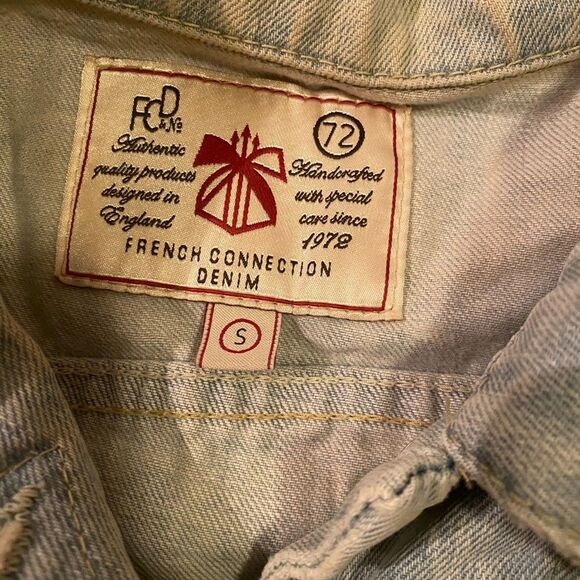 FCD
& No
72
Authentic
quality products
designed in
England
Handcrafted
with special
care since
1972
FRENCH CONNECTION
DENIM
S